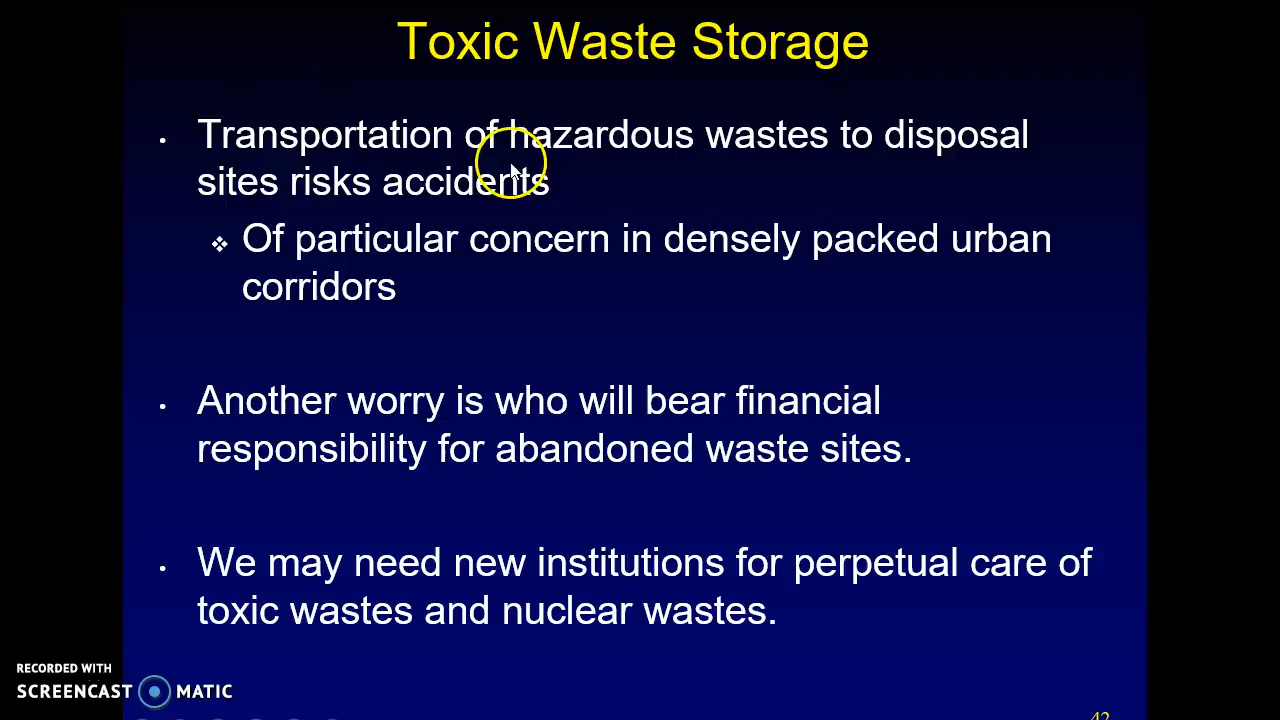 Toxic Waste Storage
• Transportation of hazardous wastes to disposal
sites risks accidents
❖ Of particular concern in densely packed urban
corridors
• Another worry is who will bear financial
responsibility for abandoned waste sites.
• We may need new institutions for perpetual care of
toxic wastes and nuclear wastes.
RECORDED WITH
SCREENCAST MATIC
42